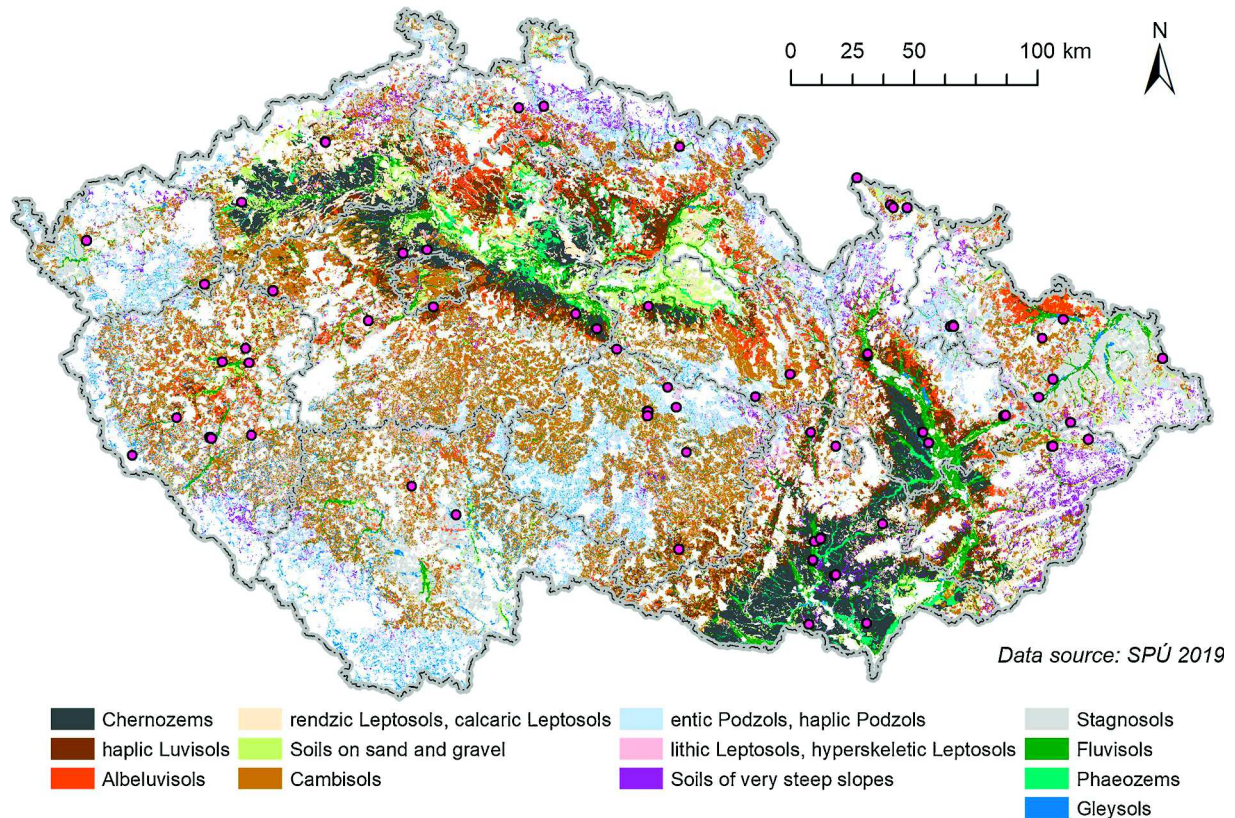 N
0 25 50 100 km
Data source: SPÚ 2019
Chernozems
haplic Luvisols
Albeluvisols
rendzic Leptosols, calcaric Leptosols
Soils on sand and gravel
Cambisols
entic Podzols, haplic Podzols
lithic Leptosols, hyperskeletic Leptosols
Soils of very steep slopes
Stagnosols
Fluvisols
Phaeozems
Gleysols